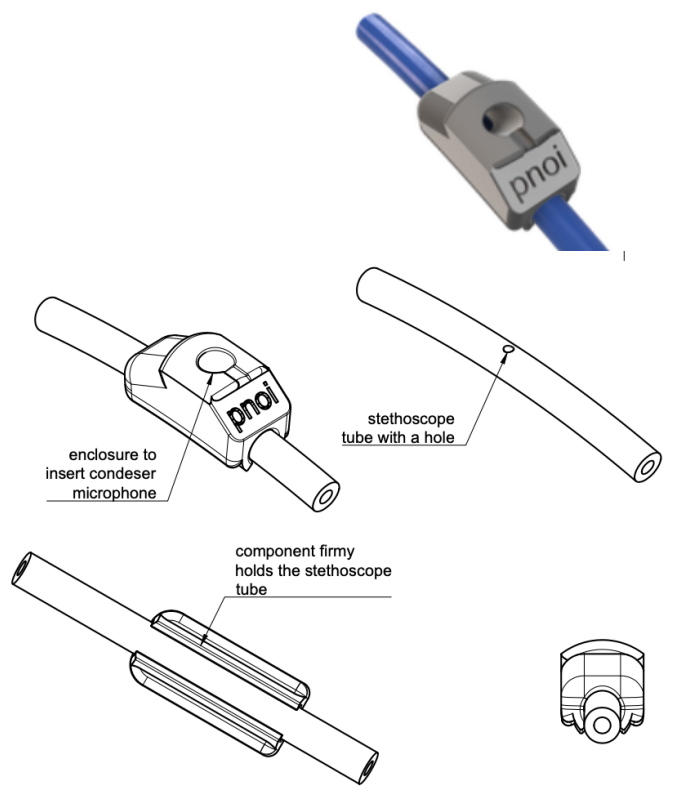 pnoi
pnoi
enclosure to
insert condeser
microphone
stethoscope
tube with a hole
component firmy
holds the stethoscope
tube